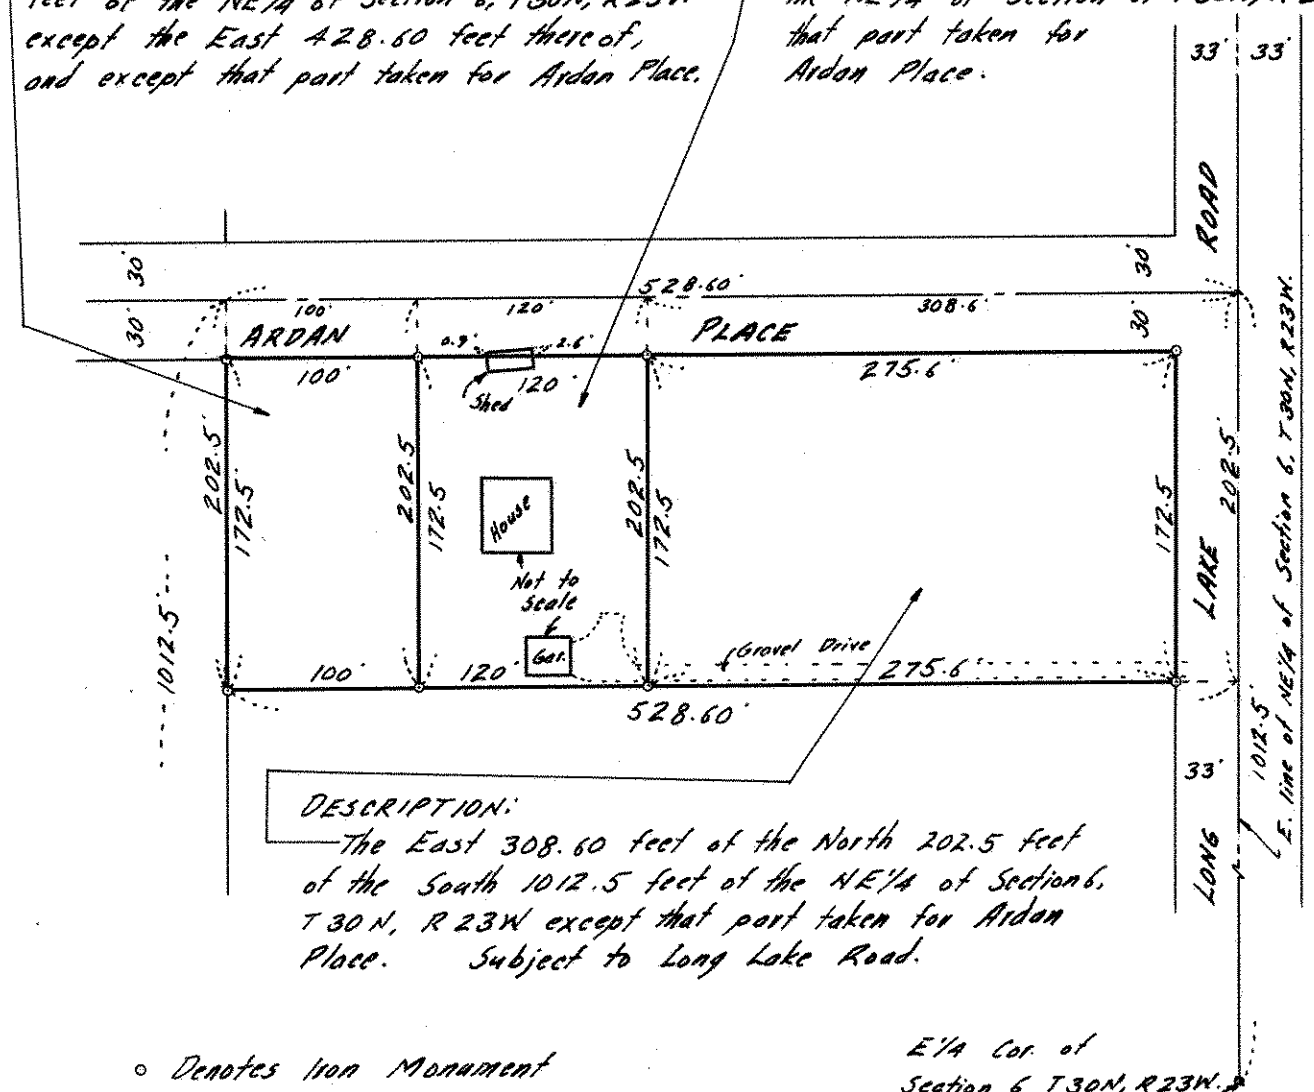 feet of the NE1/4 of Section 6, T30N, R23W
except the East 428.60 feet thereof,
and except that part taken for Ardan Place.
NE1/4 of Section
that part taken for
Ardan Place.
33' 33'
ROAD
30'
30'
528.60'
100' 120' 308.6'
30'
30'
ARDAN PLACE
0.9' 2.6'
100' 120' 275.6'
Shed
202.5'
172.5'
202.5
172.5
202.5
172.5
172.5
202.5'
House
Not to
Scale
Gar.
Gravel Drive
100' 120' 275.6'
528.60'
1012.5'
LAKE
33'
LONG
1012.5'
E. line of NE1/4 of Section 6, T30N, R23W.
DESCRIPTION:
The East 308.60 feet of the North 202.5 feet
of the South 1012.5 feet of the NE1/4 of Section 6,
T30N, R23W except that part taken for Ardan
Place. Subject to Long Lake Road.
Denotes Iron Monument
E1/4 Cor. of
Section 6 T30N, R23W.